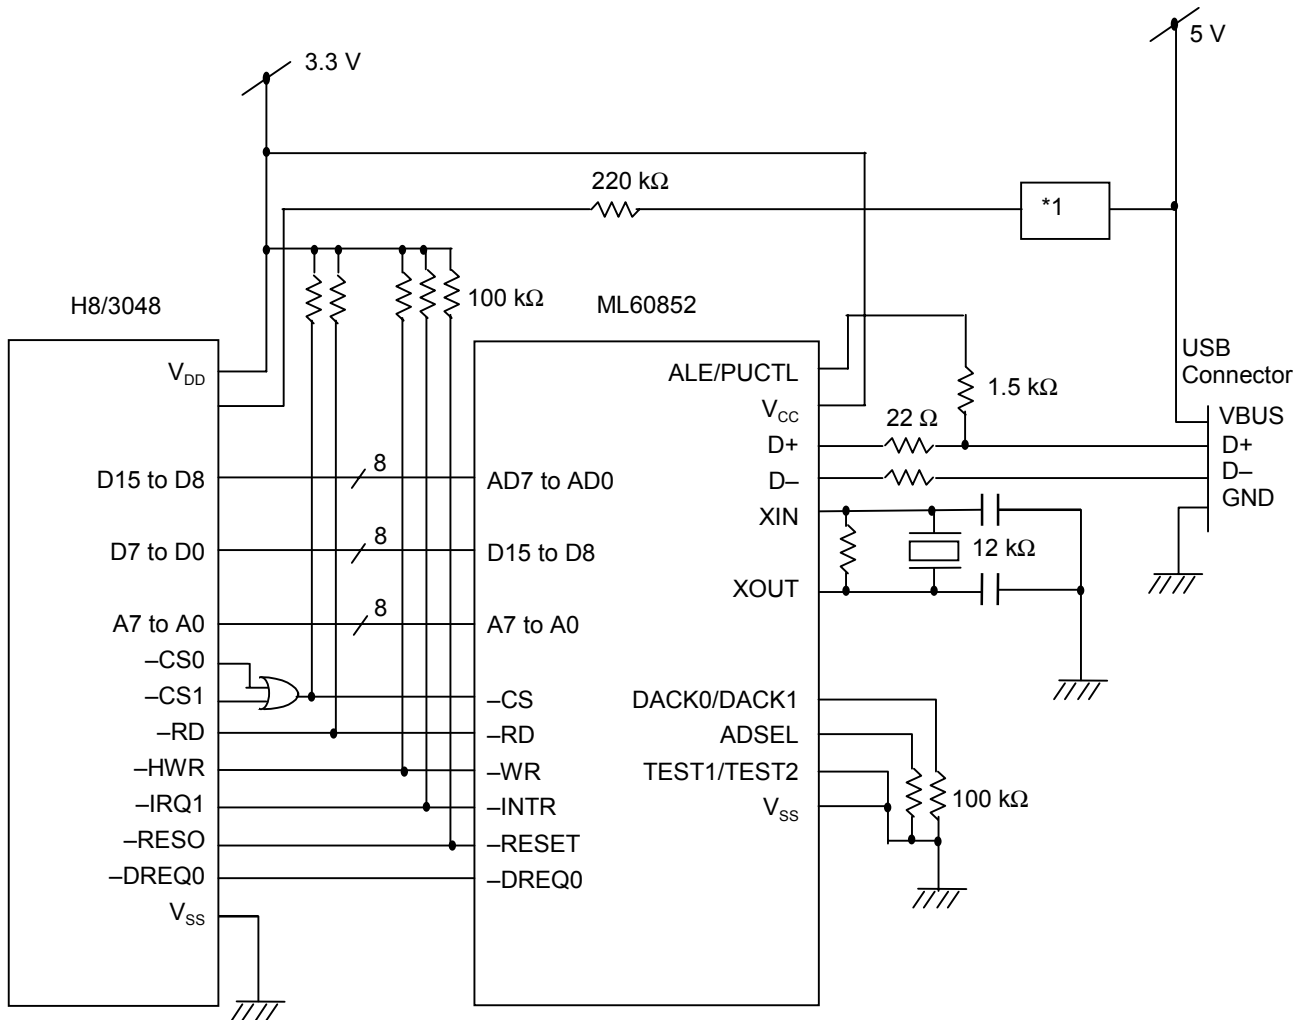 5 V
3.3 V
220 kΩ
*1
H8/3048
100 kΩ
ML60852
VDD
ALE/PUCTL
USB
Connector
1.5 kΩ
VCC
22 Ω
VBUS
D+
D+
D15 to D8
8
AD7 to AD0
D–
D–
GND
XIN
D7 to D0
8
D15 to D8
12 kΩ
XOUT
A7 to A0
8
A7 to A0
–CS0
–CS1
–CS
DACK0/DACK1
–RD
–RD
ADSEL
–HWR
–WR
TEST1/TEST2
–IRQ1
–INTR
VSS
100 kΩ
–RESO
–RESET
–DREQ0
–DREQ0
VSS